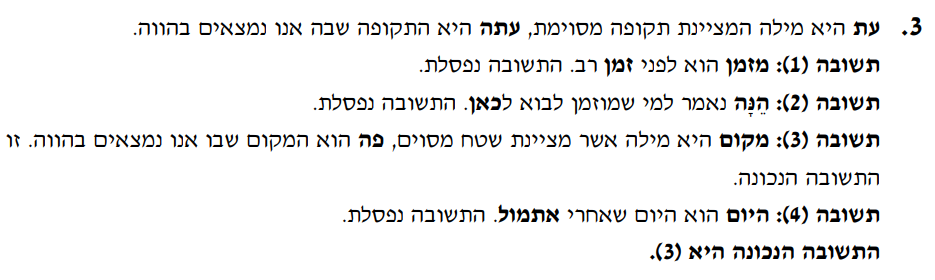 3. עת היא מילה המציינת תקופה מסוימת, עתה היא התקופה שבה אנו נמצאים בהווה.
תשובה (1): מזמן הוא לפני זמן רב. התשובה נפסלת.
תשובה (2): הֵנָּה נאמר למי שמוזמן לבוא לכאן. התשובה נפסלת.
תשובה (3): מקום היא מילה אשר מציינת שטח מסוים, פה הוא המקום שבו אנו נמצאים בהווה. זו
התשובה הנכונה.
תשובה (4): היום הוא היום שאחרי אתמול. התשובה נפסלת.
התשובה הנכונה היא (3).